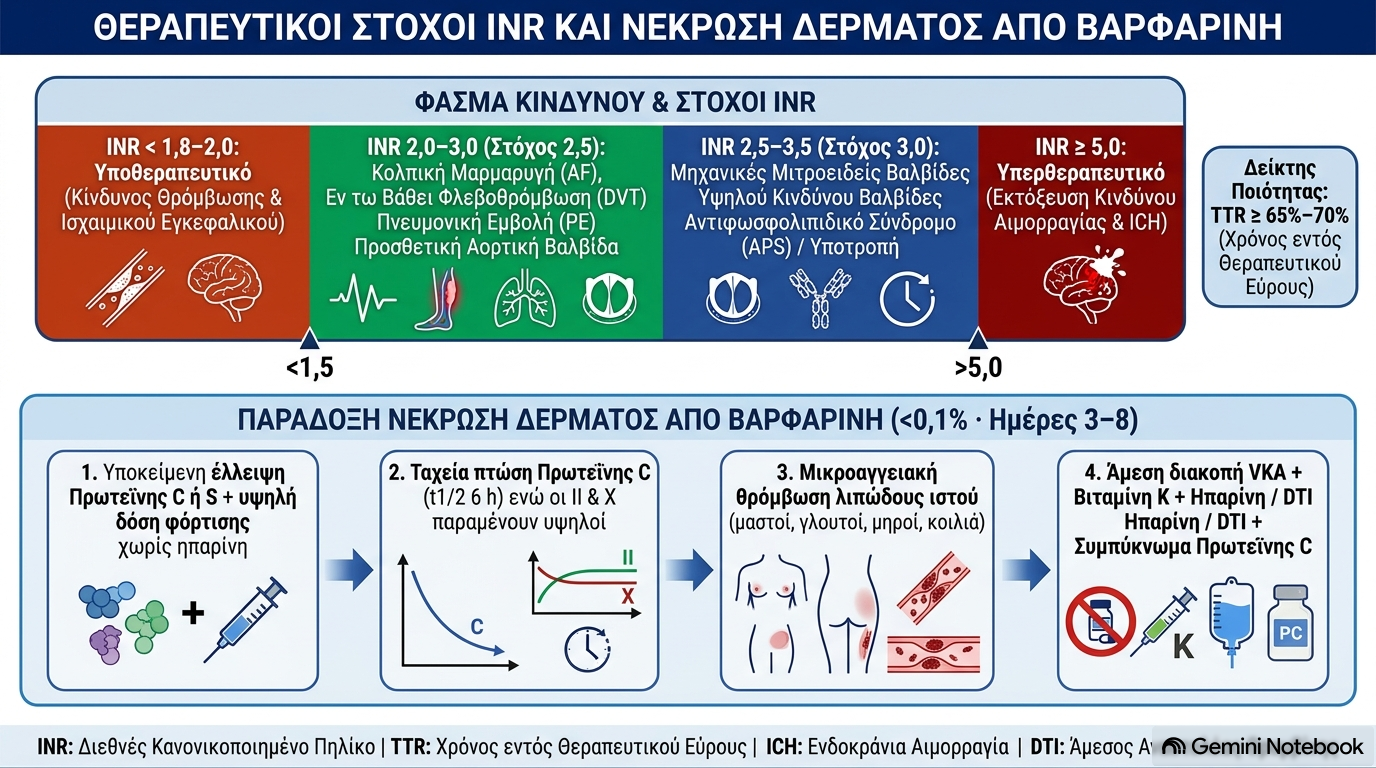 ΘΕΡΑΠΕΥΤΙΚΟΙ ΣΤΟΧΟΙ INR ΚΑΙ ΝΕΚΡΩΣΗ ΔΕΡΜΑΤΟΣ ΑΠΟ ΒΑΡΦΑΡΙΝΗ
ΦΑΣΜΑ ΚΙΝΔΥΝΟΥ & ΣΤΟΧΟΙ INR
INR < 1,8–2,0:
Υποθεραπευτικό
(Κίνδυνος Θρόμβωσης &
Ισχαιμικού Εγκεφαλικού)
INR 2,0–3,0 (Στόχος 2,5):
Κολπική Μαρμαρυγή (AF),
Εν τω Βάθει Φλεβοθρόμβωση (DVT)
Πνευμονική Εμβολή (PE)
Προσθετική Αορτική Βαλβίδα
INR 2,5–3,5 (Στόχος 3,0):
Μηχανικές Μιτροειδείς Βαλβίδες
Υψηλού Κινδύνου Βαλβίδες
Αντιφωσφολιπιδικό Σύνδρομο
(APS) / Υποτροπή
INR ≥ 5,0:
Υπερθεραπευτικό
(Εκτόξευση Κινδύνου
Αιμορραγίας & ICH)
<1,5
>5,0
Δείκτης
Ποιότητας:
TTR ≥ 65%–70%
(Χρόνος εντός
Θεραπευτικού
Εύρους)
ΠΑΡΑΔΟΞΗ ΝΕΚΡΩΣΗ ΔΕΡΜΑΤΟΣ ΑΠΟ ΒΑΡΦΑΡΙΝΗ (<0,1% · Ημέρες 3–8)
1. Υποκείμενη έλλειψη
Πρωτεΐνης C ή S + υψηλή
δόση φόρτισης
χωρίς ηπαρίνη
+
2. Ταχεία πτώση Πρωτεΐνης C
(t1/2 6 h) ενώ οι II & X
παραμένουν υψηλοί
C
II
X
3. Μικροαγγειακή
θρόμβωση λιπώδους ιστού
(μαστοί, γλουτοί, μηροί, κοιλιά)
4. Άμεση διακοπή VKA +
Βιταμίνη K + Ηπαρίνη / DTI
Ηπαρίνη / DTI +
Συμπύκνωμα Πρωτεΐνης C
K
PC
INR: Διεθνές Κανονικοποιημένο Πηλίκο | TTR: Χρόνος εντός Θεραπευτικού Εύρους | ICH: Ενδοκράνια Αιμορραγία | DTI: Άμεσος
Gemini Notebook